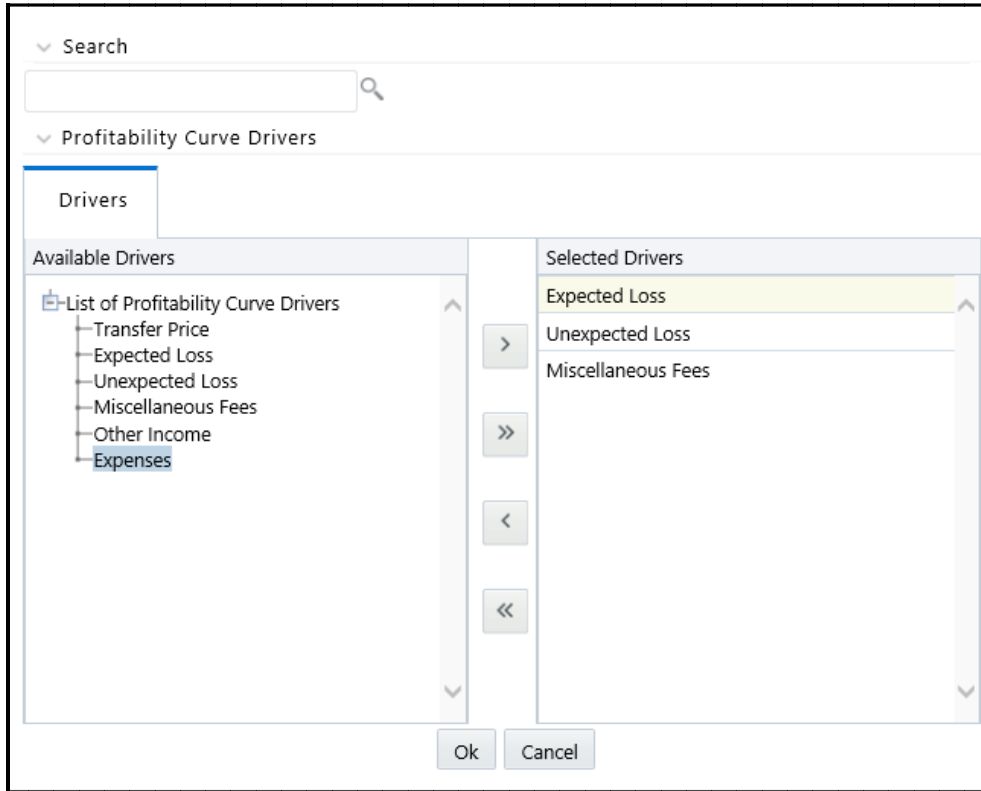 Search
Profitability Curve Drivers
Drivers
Available Drivers
List of Profitability Curve Drivers
Transfer Price
Expected Loss
Unexpected Loss
Miscellaneous Fees
Other Income
Expenses
>
>>
<
<<
Selected Drivers
Expected Loss
Unexpected Loss
Miscellaneous Fees
Ok
Cancel